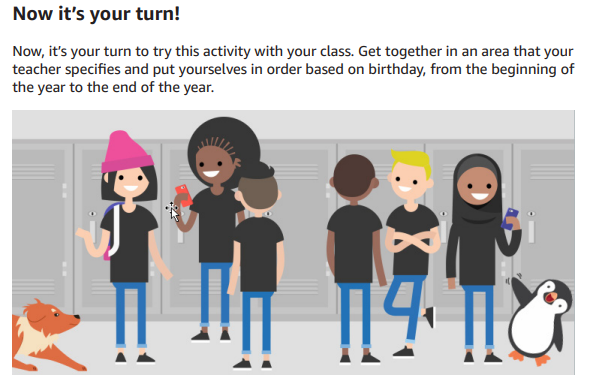 Now it's your turn!
Now, it's your turn to try this activity with your class. Get together in an area that your
teacher specifies and put yourselves in order based on birthday, from the beginning of
the year to the end of the year.